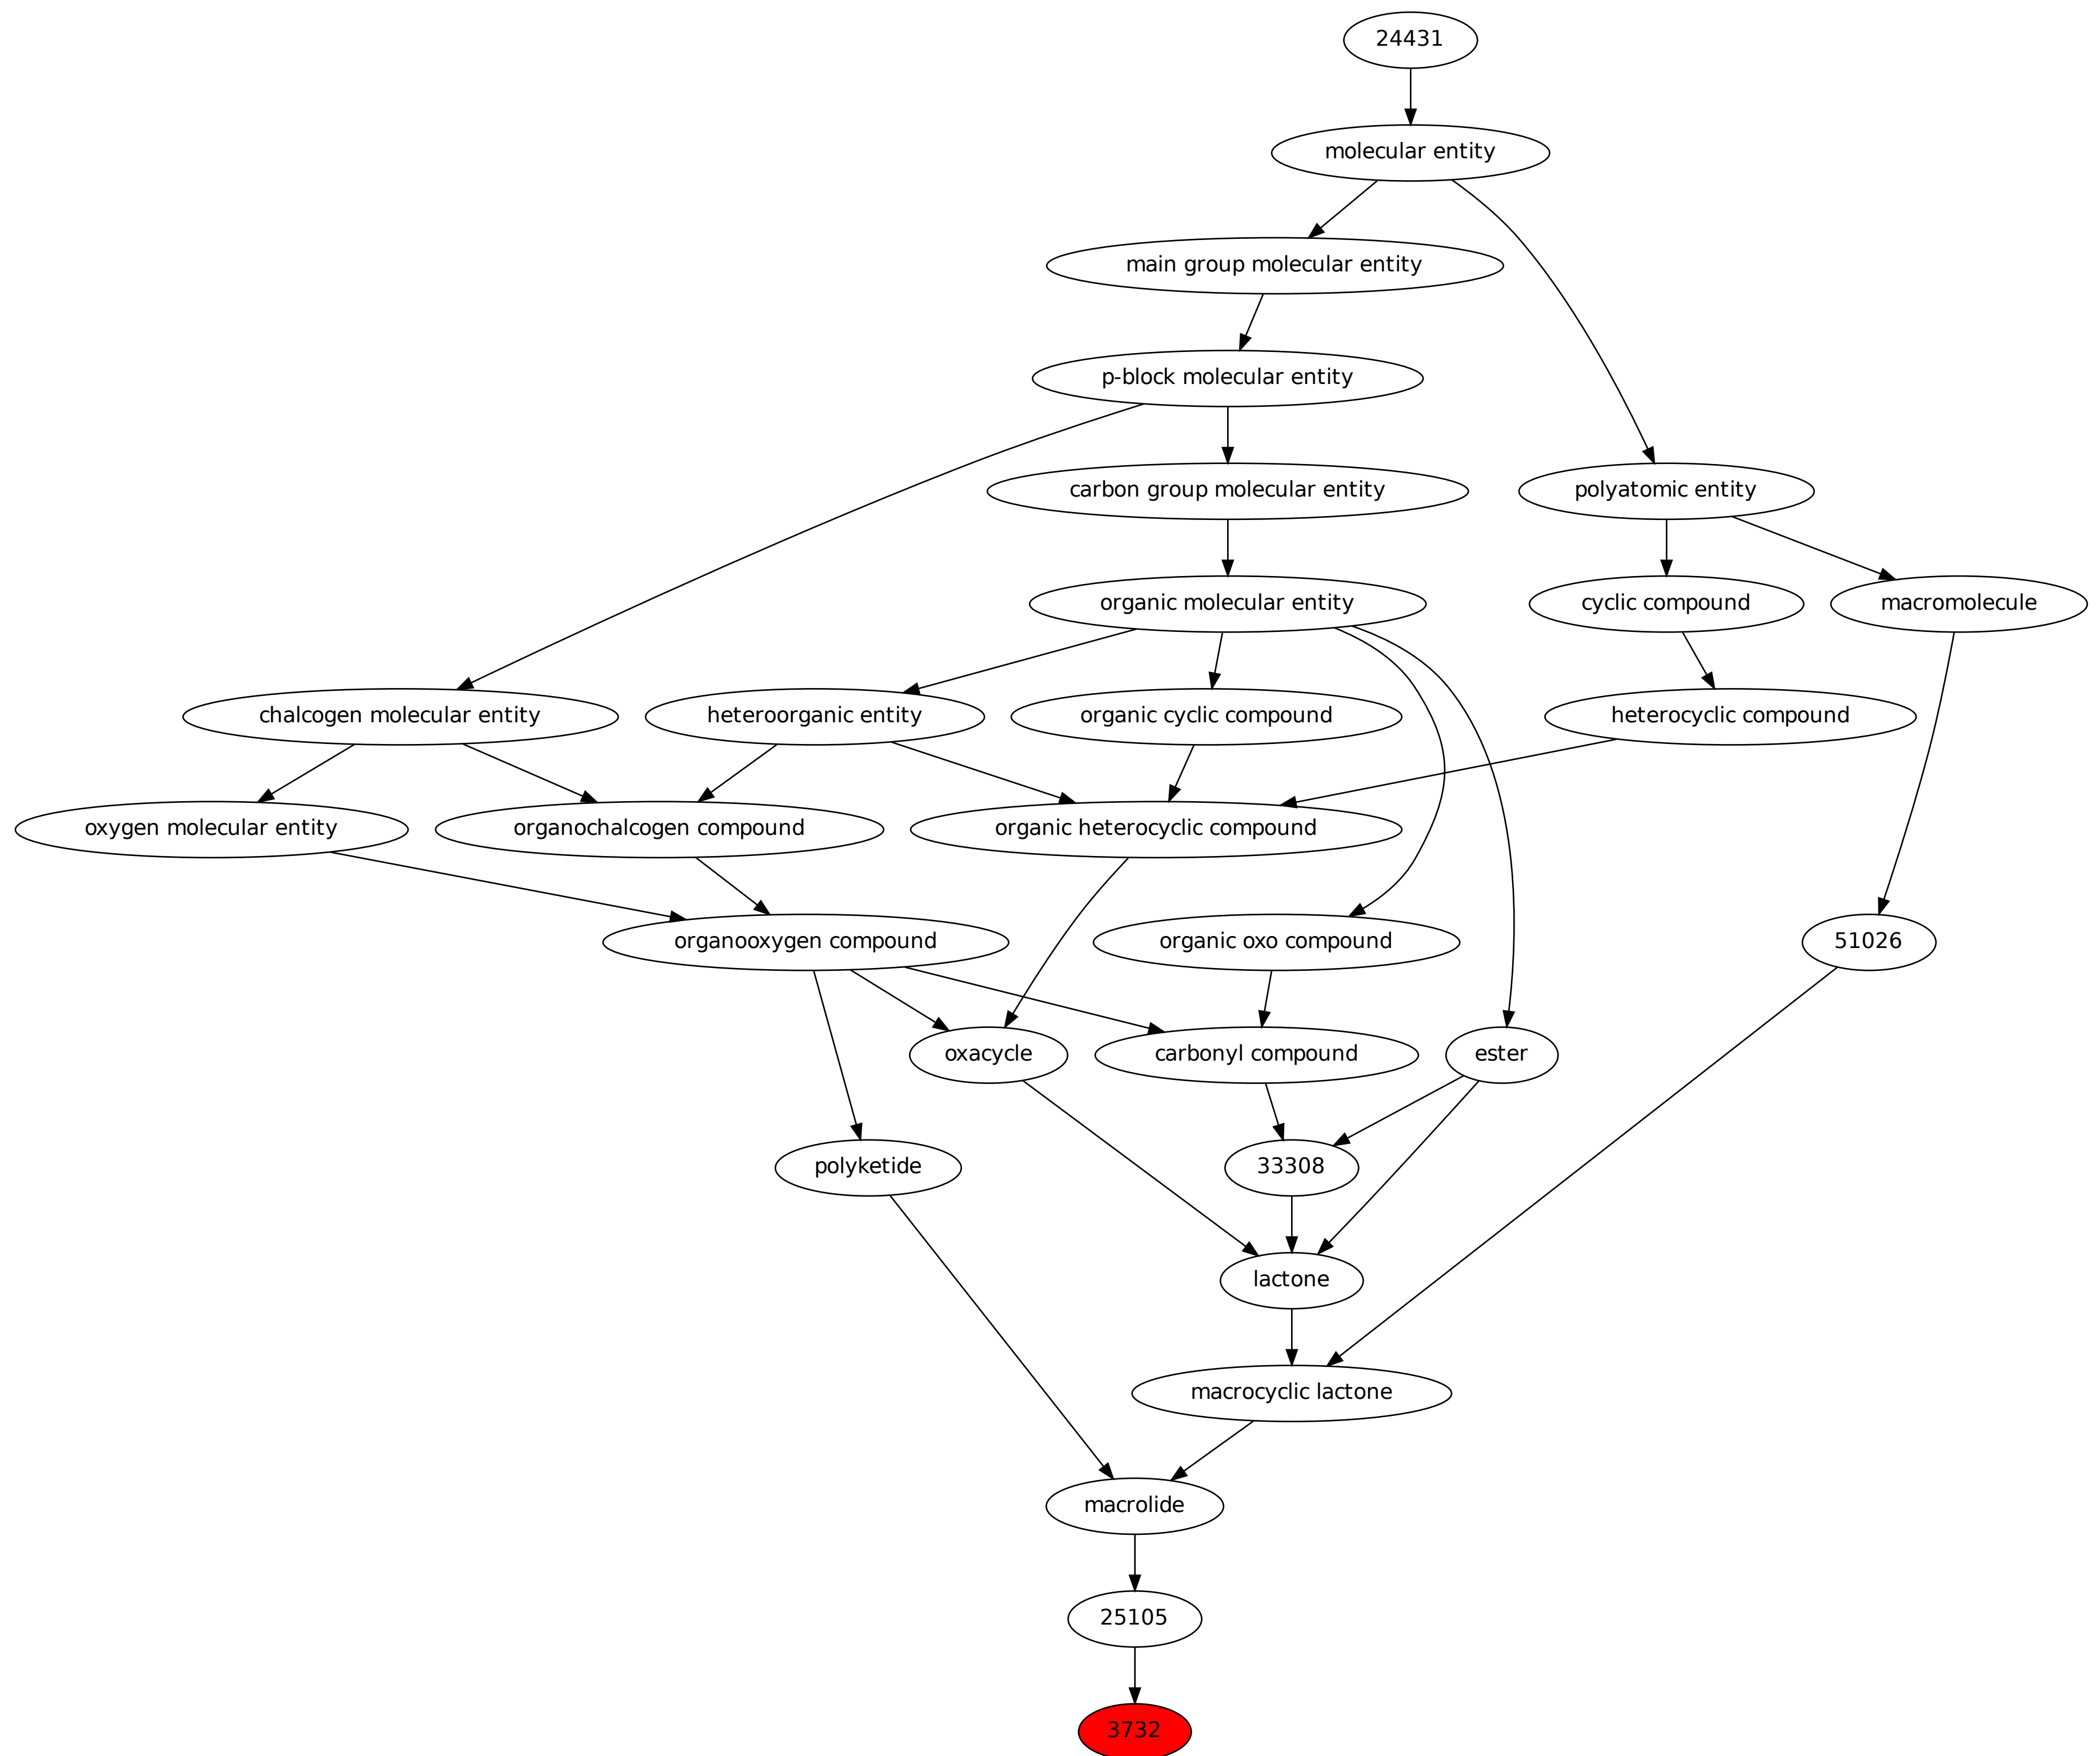 24431
molecular entity
main group molecular entity
p-block molecular entity
carbon group molecular entity
polyatomic entity
organic molecular entity
cyclic compound
macromolecule
chalcogen molecular entity
heteroorganic entity
organic cyclic compound
heterocyclic compound
oxygen molecular entity
organochalcogen compound
organic heterocyclic compound
organooxygen compound
organic oxo compound
51026
oxacycle
carbonyl compound
ester
polyketide
33308
lactone
macrocyclic lactone
macrolide
25105
3732